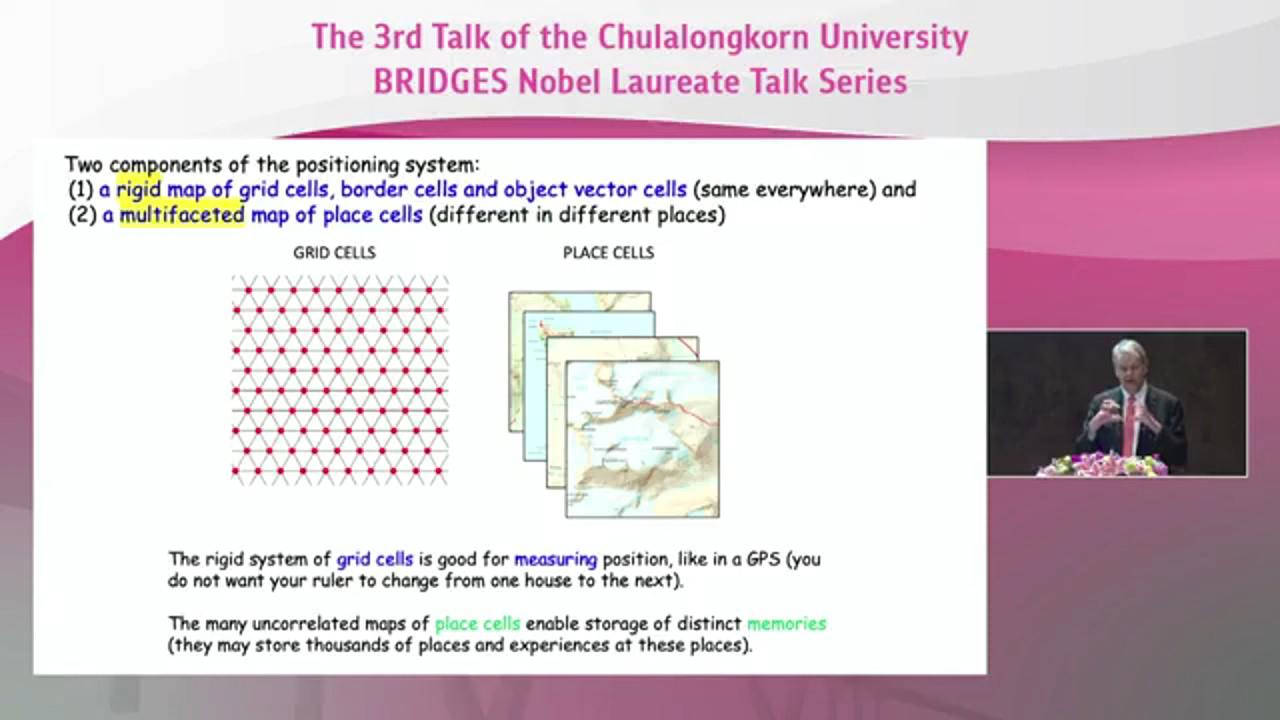 The 3rd Talk of the Chulalongkorn University
BRIDGES Nobel Laureate Talk Series
Two components of the positioning system:
(1) a rigid map of grid cells, border cells and object vector cells (same everywhere) and
(2) a multifaceted map of place cells (different in different places)
GRID CELLS
PLACE CELLS
The rigid system of grid cells is good for measuring position, like in a GPS (you
do not want your ruler to change from one house to the next).
The many uncorrelated maps of place cells enable storage of distinct memories
(they may store thousands of places and experiences at these places).